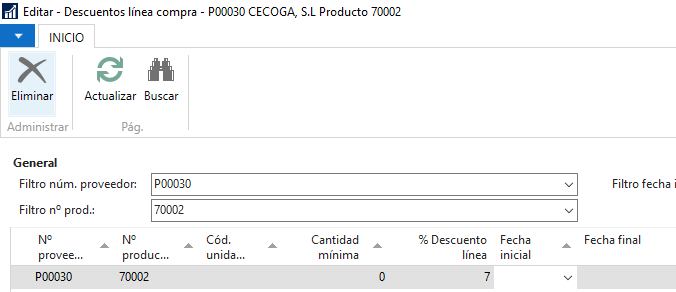 Editar - Descuentos línea compra - P00030 CECOGA, S.L Producto 70002
INICIO
Eliminar
Actualizar Buscar
Administrar
Pág.
General
Filtro núm. proveedor: P00030
Filtro fecha i
Filtro nº prod.: 70002
Nº provee... Nº produc... Cód. unida... Cantidad mínima % Descuento línea Fecha inicial Fecha final
P00030 70002 0 7